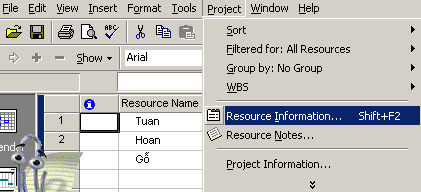 File Edit View Insert Format Tools Project Window Help
Show Arial
Sort
Filtered for: All Resources
Group by: No Group
WBS
Resource Information... Shift+F2
Resource Notes...
Project Information...
Resource Name
1 Tuan
2 Hoan
Gỗ